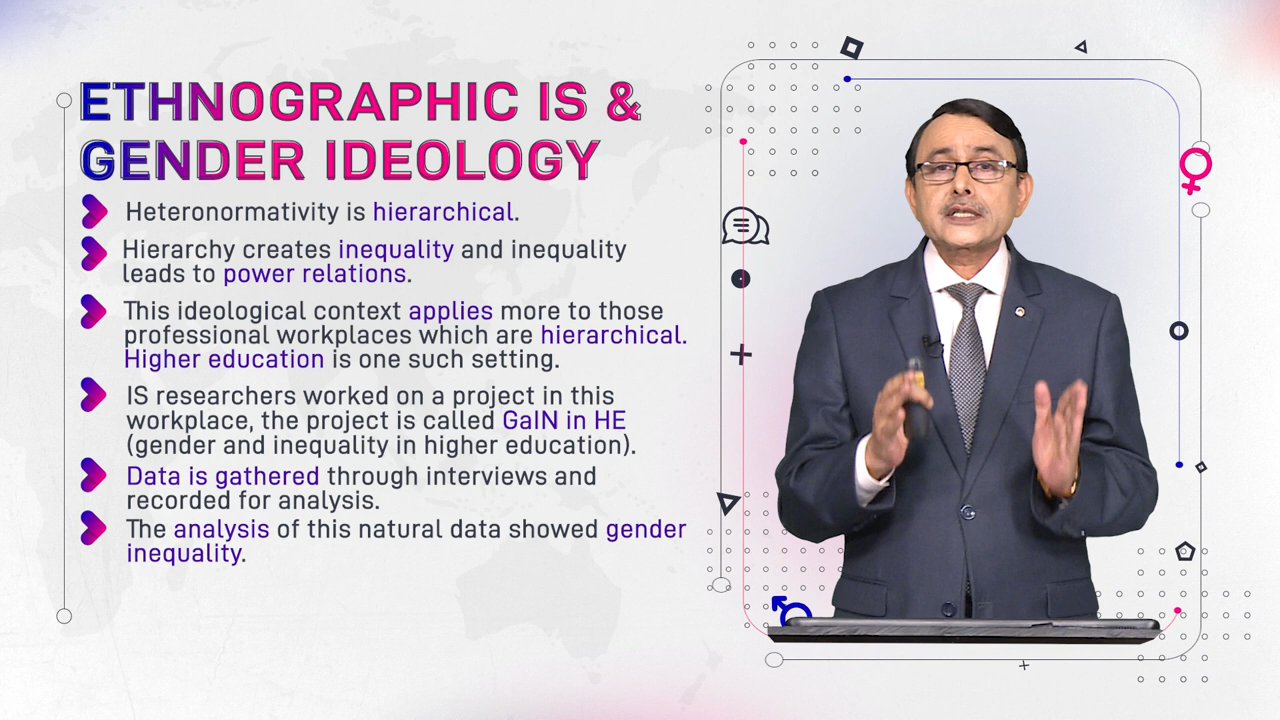 ETHNOGRAPHIC IS &
GENDER IDEOLOGY
Heteronormativity is hierarchical.
Hierarchy creates inequality and inequality
leads to power relations.
This ideological context applies more to those
professional workplaces which are hierarchical.
Higher education is one such setting.
IS researchers worked on a project in this
workplace, the project is called GaIN in HE
(gender and inequality in higher education).
Data is gathered through interviews and
recorded for analysis.
The analysis of this natural data showed gender
inequality.